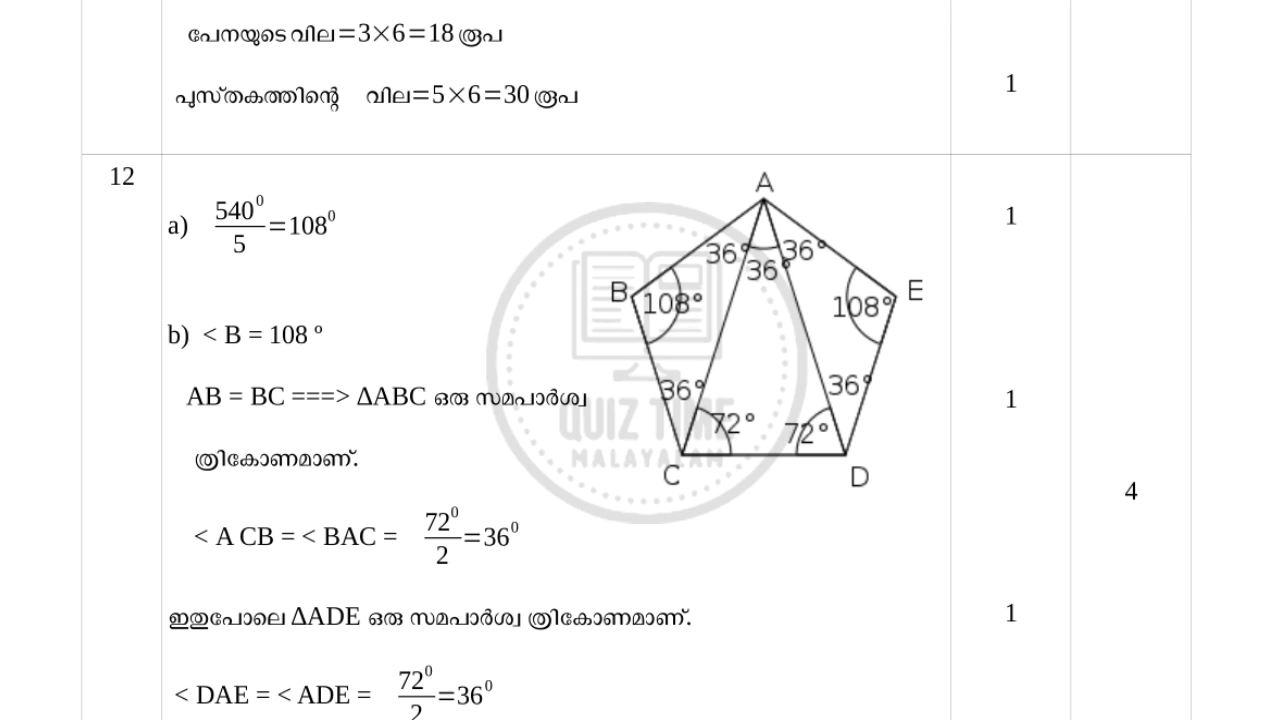 പേനയുടെ വില=3×6=18 രൂപ
പുസ്തകത്തിന്റെ വില=5×6=30 രൂപ
1
12
a) 540⁰/5=108⁰
1
b) < B = 108 º
AB = BC ===> ΔABC ഒരു സമപാർശ്വ
1
ത്രികോണമാണ്.
4
< A CB = < BAC = 72⁰/2=36⁰
ഇതുപോലെ ΔADE ഒരു സമപാർശ്വ ത്രികോണമാണ്.
1
< DAE = < ADE = 72⁰/2=36⁰
A
36° 36°
36°
B 108°
108° E
36° 36°
72° 72°
C D
QUIZ TIME
MALAYALAM